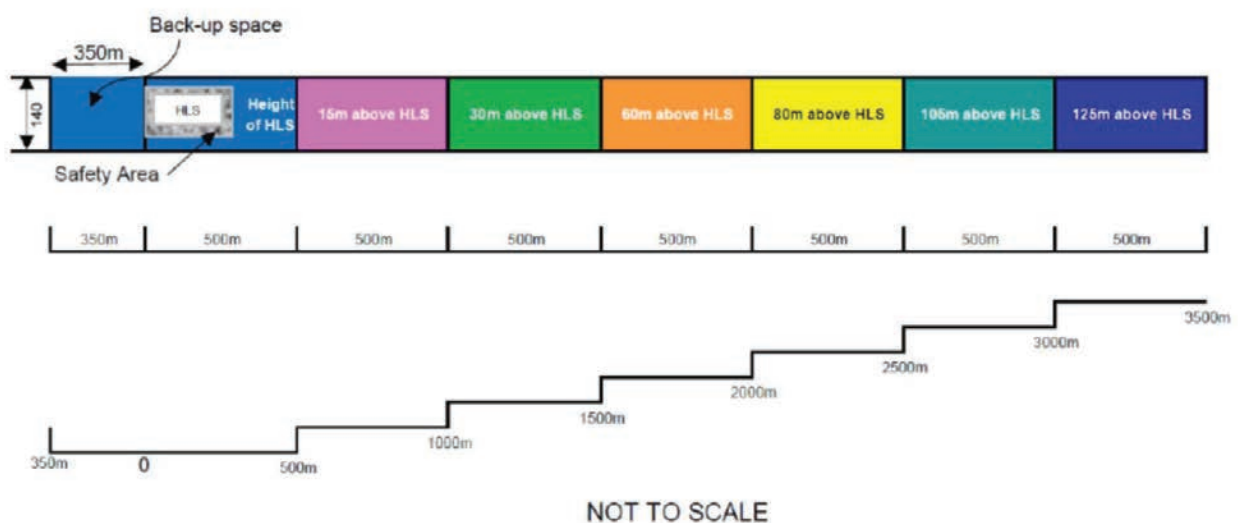 Back-up space
350m
140
HLS
Height
of HLS
15m above HLS
30m above HLS
60m above HLS
80m above HLS
105m above HLS
125m above HLS
Safety Area
350m
500m
500m
500m
500m
500m
500m
500m
3500m
3000m
2500m
2000m
1500m
1000m
350m
0
500m
NOT TO SCALE